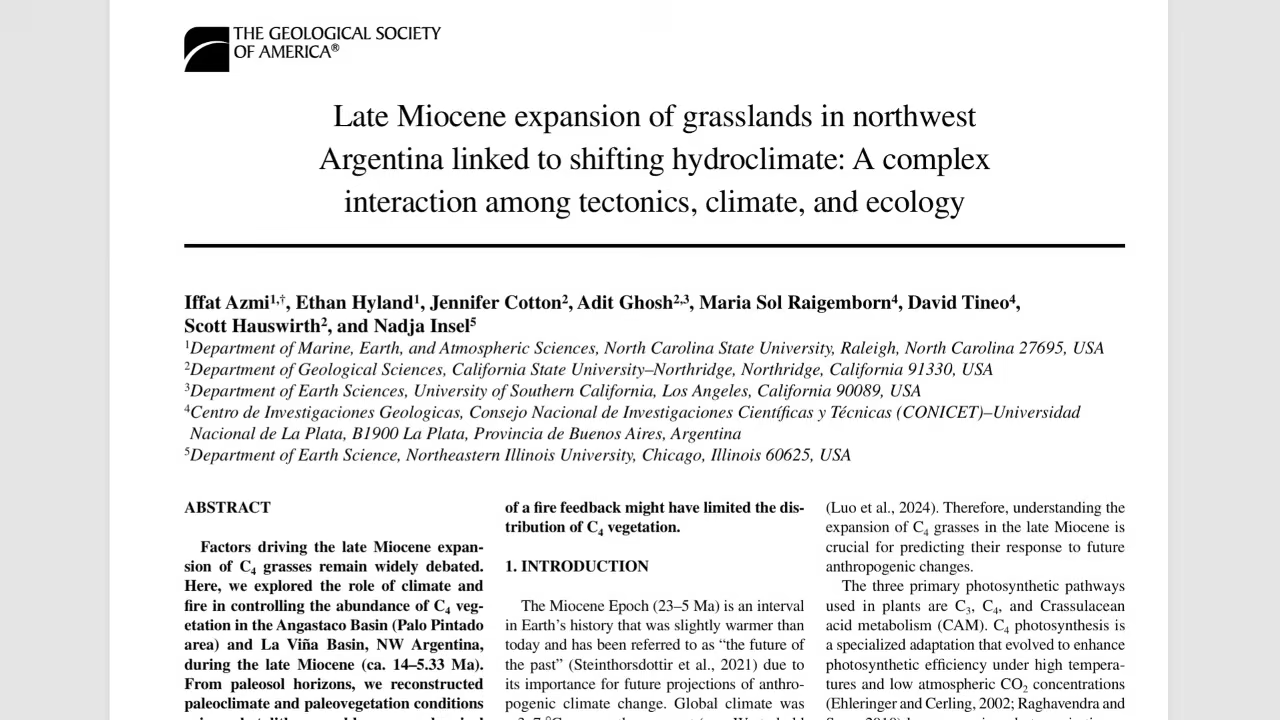 THE GEOLOGICAL SOCIETY
OF AMERICA®
Late Miocene expansion of grasslands in northwest
Argentina linked to shifting hydroclimate: A complex
interaction among tectonics, climate, and ecology
Iffat Azmi1,†, Ethan Hyland1, Jennifer Cotton2, Adit Ghosh2,3, Maria Sol Raigemborn4, David Tineo4,
Scott Hauswirth2, and Nadja Insel5
1Department of Marine, Earth, and Atmospheric Sciences, North Carolina State University, Raleigh, North Carolina 27695, USA
2Department of Geological Sciences, California State University–Northridge, Northridge, California 91330, USA
3Department of Earth Sciences, University of Southern California, Los Angeles, California 90089, USA
4Centro de Investigaciones Geologicas, Consejo Nacional de Investigaciones Científicas y Técnicas (CONICET)–Universidad
Nacional de La Plata, B1900 La Plata, Provincia de Buenos Aires, Argentina
5Department of Earth Science, Northeastern Illinois University, Chicago, Illinois 60625, USA
ABSTRACT
Factors driving the late Miocene expan-
sion of C4 grasses remain widely debated.
Here, we explored the role of climate and
fire in controlling the abundance of C4 veg-
etation in the Angastaco Basin (Palo Pintado
area) and La Viña Basin, NW Argentina,
during the late Miocene (ca. 14–5.33 Ma).
From paleosol horizons, we reconstructed
paleoclimate and paleovegetation conditions
of a fire feedback might have limited the dis-
tribution of C4 vegetation.
1. INTRODUCTION
The Miocene Epoch (23–5 Ma) is an interval
in Earth's history that was slightly warmer than
today and has been referred to as “the future of
the past” (Steinthorsdottir et al., 2021) due to
its importance for future projections of anthro-
pogenic climate change. Global climate was
(Luo et al., 2024). Therefore, understanding the
expansion of C4 grasses in the late Miocene is
crucial for predicting their response to future
anthropogenic changes.
The three primary photosynthetic pathways
used in plants are C3, C4, and Crassulacean
acid metabolism (CAM). C4 photosynthesis is
a specialized adaptation that evolved to enhance
photosynthetic efficiency under high tempera-
tures and low atmospheric CO2 concentrations
(Ehleringer and Cerling, 2002; Raghavendra and